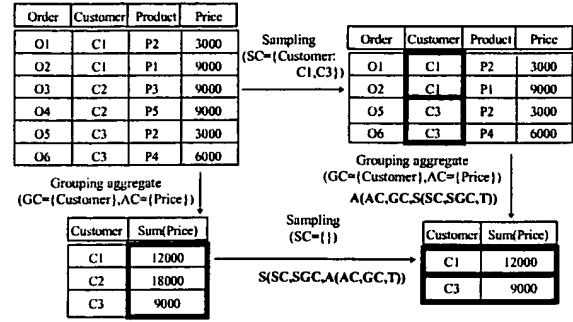 Order Customer Product Price
O1 C1 P2 3000
O2 C1 P1 9000
O3 C2 P3 9000
O4 C2 P5 9000
O5 C3 P2 3000
O6 C3 P4 6000
Sampling
(SC={Customer:
C1,C3})
Order Customer Product Price
O1 C1 P2 3000
O2 C1 P1 9000
O5 C3 P2 3000
O6 C3 P4 6000
Grouping aggregate
(GC={Customer},AC={Price})
Grouping aggregate
(GC={Customer},AC={Price})
A(AC,GC,S(SC,SGC,T))
Customer Sum(Price)
C1 12000
C2 18000
C3 9000
Sampling
(SC={})
S(SC,SGC,A(AC,GC,T))
Customer Sum(Price)
C1 12000
C3 9000